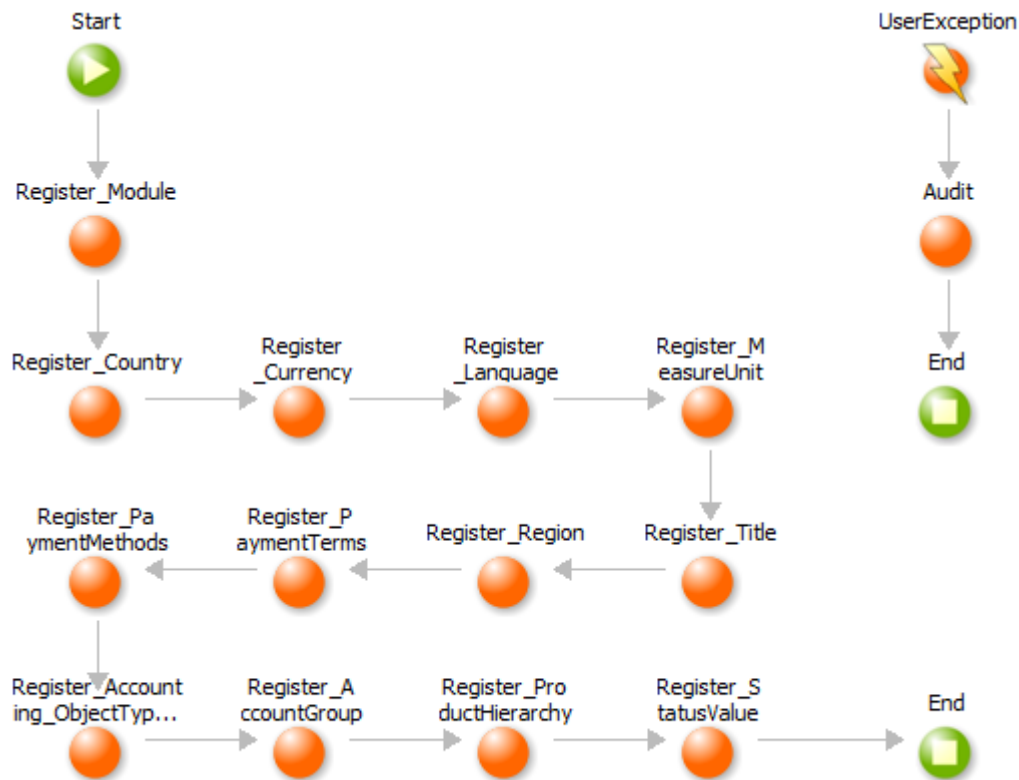 Start
UserException
Register_Module
Audit
Register_Country
Register
_Currency
Register
_Language
Register_M
easureUnit
End
Register_Pa
ymentMethods
Register_P
aymentTerms
Register_Region
Register_Title
Register_Account
ing_ObjectTyp...
Register_A
ccountGroup
Register_Pro
ductHierarchy
Register_S
tatusValue
End